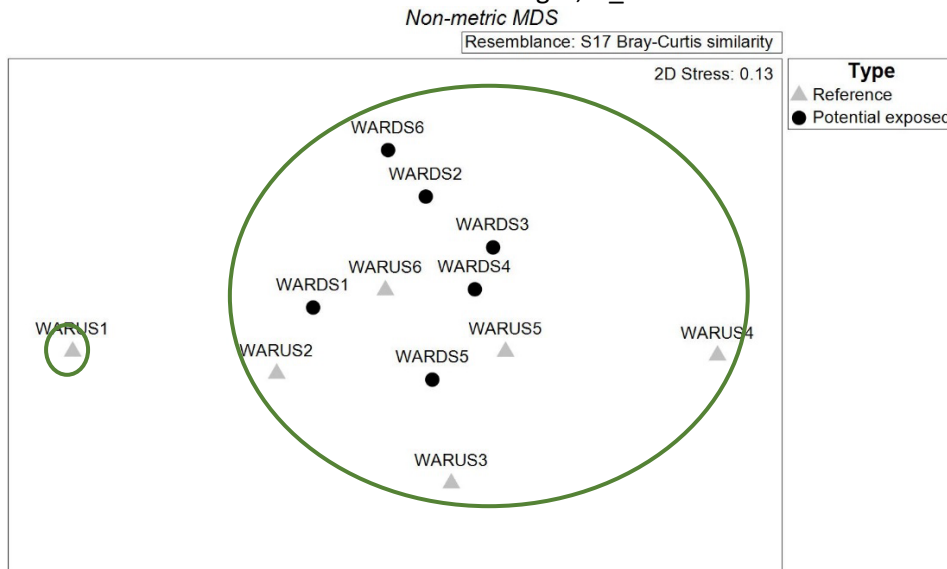 Non-metric MDS
Resemblance: S17 Bray-Curtis similarity
2D Stress: 0.13
Type
Reference
Potential exposed
WARDS6
WARDS2
WARDS3
WARUS6
WARDS4
WARDS1
WARUS1
WARUS5
WARUS4
WARUS2
WARDS5
WARUS3